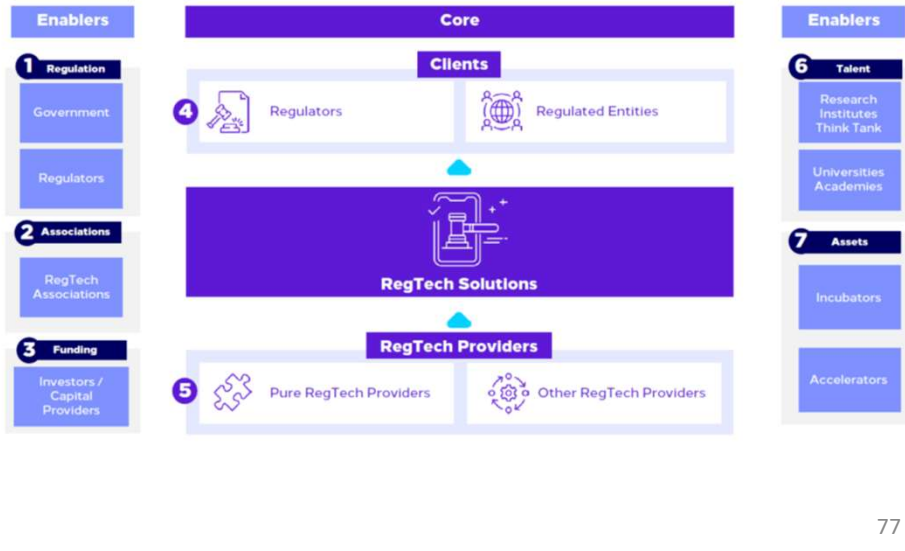 Enablers
1 Regulation
Government
Regulators
2 Associations
RegTech
Associations
3 Funding
Investors /
Capital
Providers
Core
Clients
4
Regulators
Regulated Entities
RegTech Solutions
RegTech Providers
5
Pure RegTech Providers
Other RegTech Providers
Enablers
6 Talent
Research
Institutes
Think Tank
Universities
Academies
7 Assets
Incubators
Accelerators
77